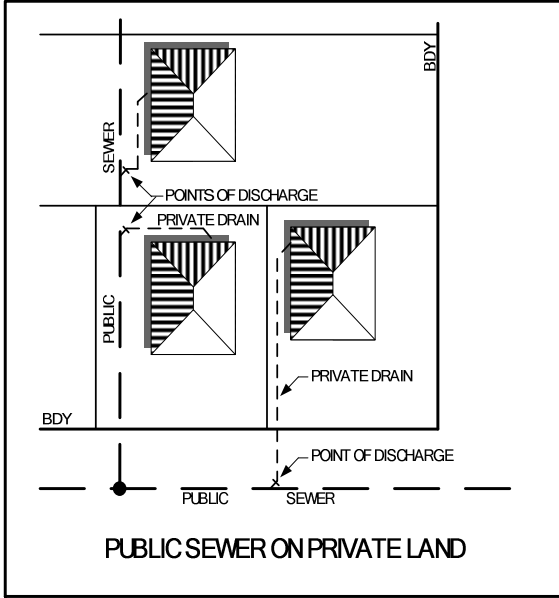 BDY
SEWER
POINTS OF DISCHARGE
PRIVATE DRAIN
PUBLIC
PRIVATE DRAIN
BDY
POINT OF DISCHARGE
PUBLIC SEWER
PUBLIC SEWER ON PRIVATE LAND